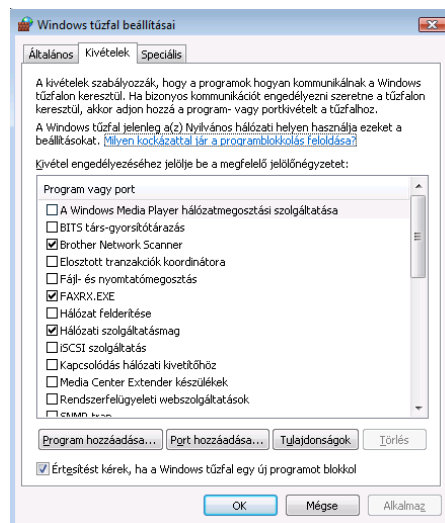 Windows tűzfal beállításai
Általános Kivételek Speciális
A kivételek szabályozzák, hogy a programok hogyan kommunikálnak a Windows
tűzfalon keresztül. Ha bizonyos kommunikációt engedélyezni szeretne a tűzfalon
keresztül, akkor adjon hozzá a program- vagy portkivételt a tűzfalhoz.
A Windows tűzfal jelenleg a(z) Nyilvános hálózati helyen használja ezeket a
beállításokat. Milyen kockázattal jár a programblokkolás feloldása?
Kivétel engedélyezéséhez jelölje be a megfelelő jelölőnégyzetet:
Program vagy port
A Windows Media Player hálózatmegosztási szolgáltatása
BITS társ-gyorsítótárazás
Brother Network Scanner
Elosztott tranzakciók koordinátora
Fájl- és nyomtatómegosztás
FAXRX.EXE
Hálózat felderítése
Hálózati szolgáltatásmag
iSCSI szolgáltatás
Kapcsolódás hálózati kivetítőhöz
Media Center Extender készülékek
Rendszerfelügyeleti webszolgáltatások
SNMP trap
Program hozzáadása... Port hozzáadása... Tulajdonságok Törlés
Értesítést kérek, ha a Windows tűzfal egy új programot blokkol
OK Mégse Alkalmaz